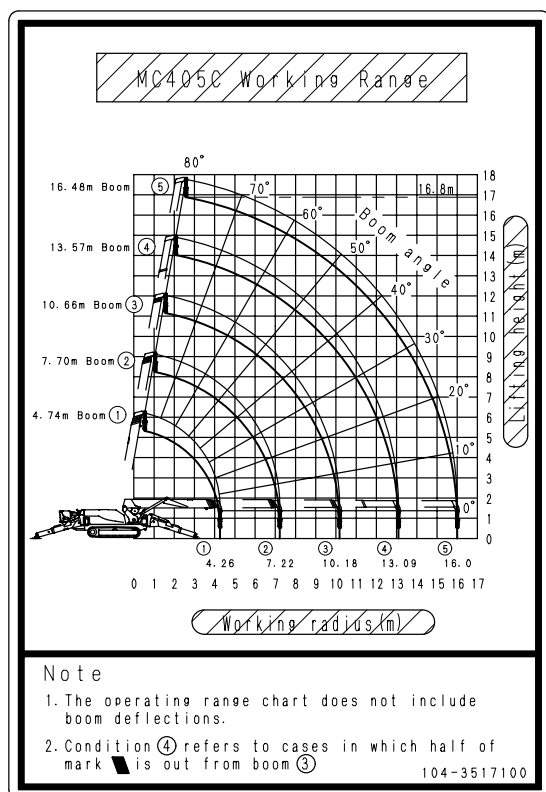 MC405C Working Range
80°
18
16.48m Boom ⑤ 70° 16.8m 17
60° 16
Boom angle
15
13.57m Boom ④ 50° 14
13
40° 12
10.66m Boom ③ 11
30° 10
9
7.70m Boom ② 8
20° 7
4.74m Boom ① 6
5
10° 4
3
2
0° 1
0
Lifting height(m)
① ② ③ ④ ⑤
4.26 7.22 10.18 13.09 16.0
0 1 2 3 4 5 6 7 8 9 10 11 12 13 14 15 16 17
Working radius(m)
Note
1. The operating range chart does not include
boom deflections.
2. Condition ④ refers to cases in which half of
mark is out from boom ③
104-3517100